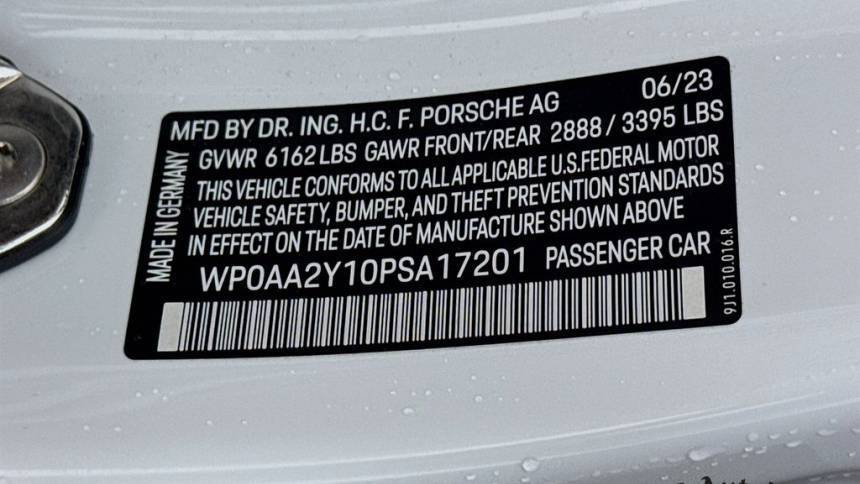 MFD BY DR. ING. H.C. F. PORSCHE AG 06/23
GVWR 6162 LBS GAWR FRONT/REAR 2888 / 3395 LBS
THIS VEHICLE CONFORMS TO ALL APPLICABLE U.S.FEDERAL MOTOR
VEHICLE SAFETY, BUMPER, AND THEFT PREVENTION STANDARDS
IN EFFECT ON THE DATE OF MANUFACTURE SHOWN ABOVE
WP0AA2Y10PSA17201 PASSENGER CAR
MADE IN GERMANY
9J1.010.016.R